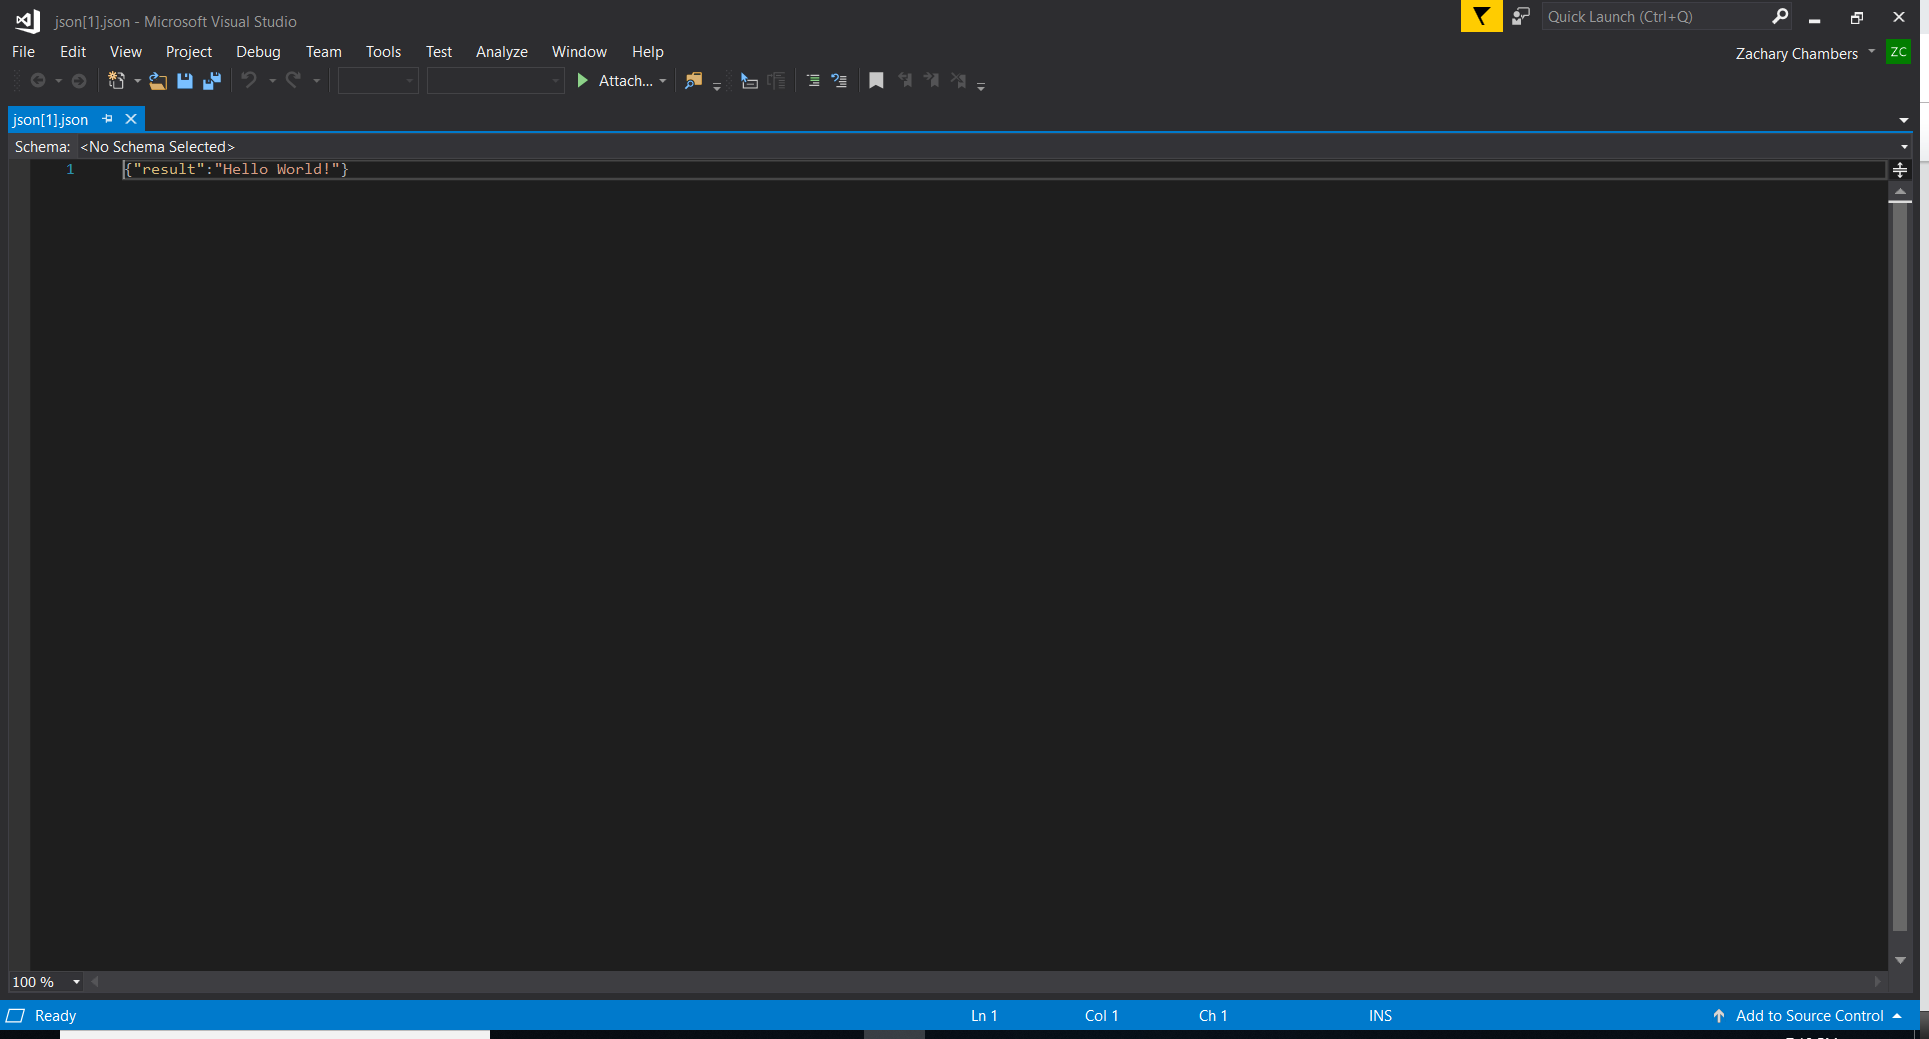 json[1].json - Microsoft Visual Studio
Quick Launch (Ctrl+Q)
File Edit View Project Debug Team Tools Test Analyze Window Help
Zachary Chambers ZC
Attach...
json[1].json
Schema: <No Schema Selected>
1 {"result":"Hello World!"}
100 %
Ready Ln 1 Col 1 Ch 1 INS Add to Source Control